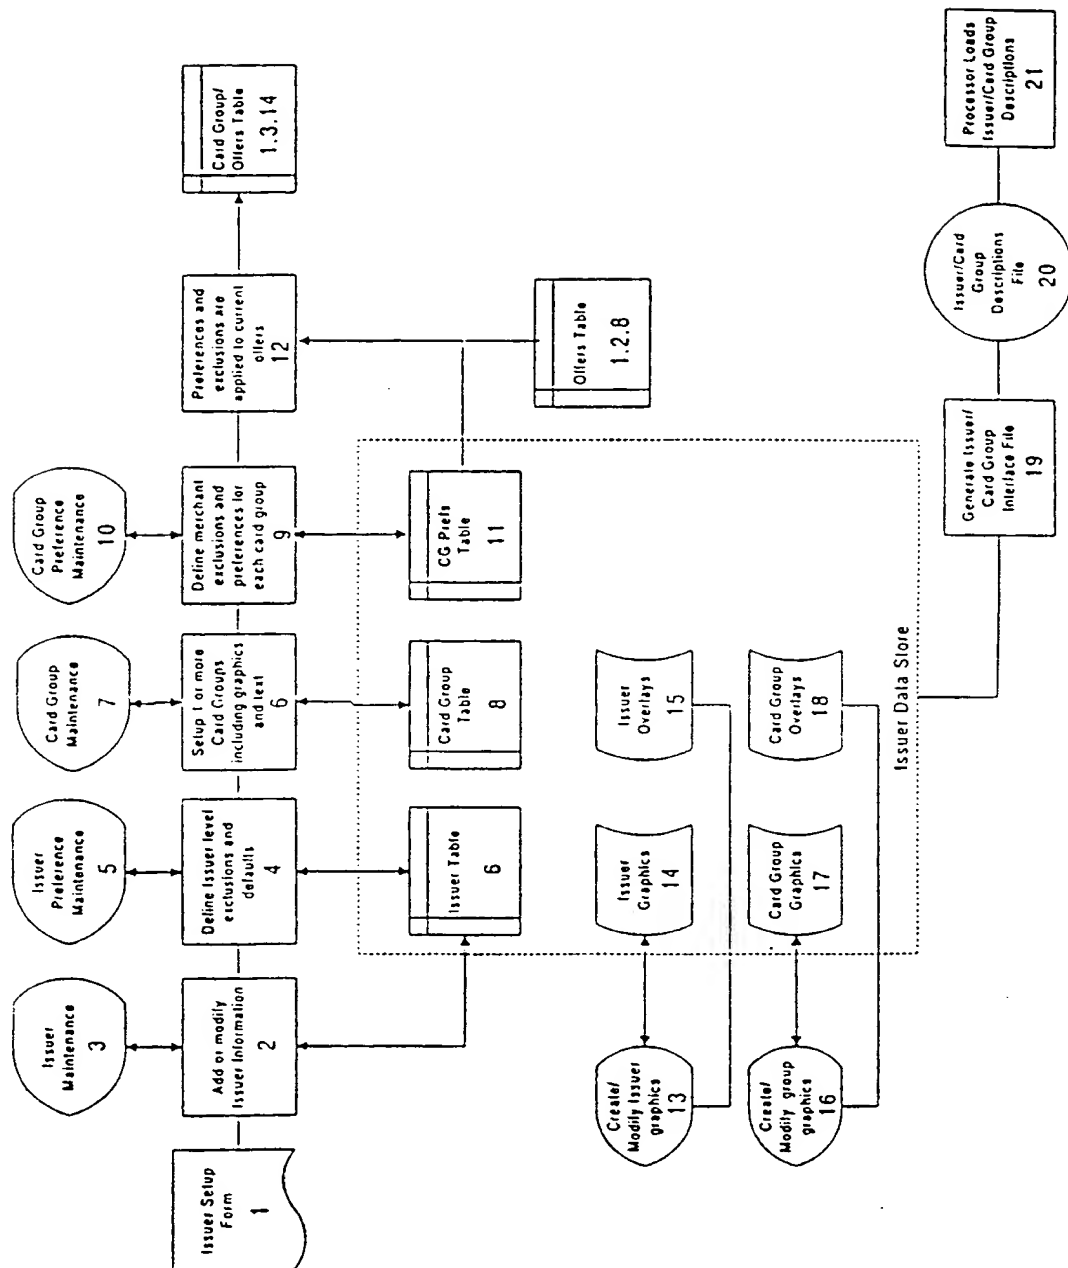 Issuer Setup
Form
1
Add or modify
Issuer Information
2
Issuer
Maintenance
3
Define Issuer level
exclusions and
defaults
4
Issuer
Preference
Maintenance
5
Setup 1 or more
Card Groups
including graphics
and text
6
Card Group
Maintenance
7
Define merchant
exclusions and
preferences for
each card group
9
Card Group
Preference
Maintenance
10
Preferences and
exclusions are
applied to current
offers
12
Card Group/
Offers Table
1.3.14
Issuer Table
6
Card Group
Table
8
CG Prefs
Table
11
Offers Table
1.2.8
Create/
Modify Issuer
graphics
13
Issuer
Graphics
14
Issuer
Overlays
15
Create/
Modify group
graphics
16
Card Group
Graphics
17
Card Group
Overlays
18
Issuer Data Store
Generate Issuer/
Card Group
Interface File
19
Issuer/Card
Group
Descriptions
File
20
Processor Loads
Issuer/Card Group
Descriptions
21